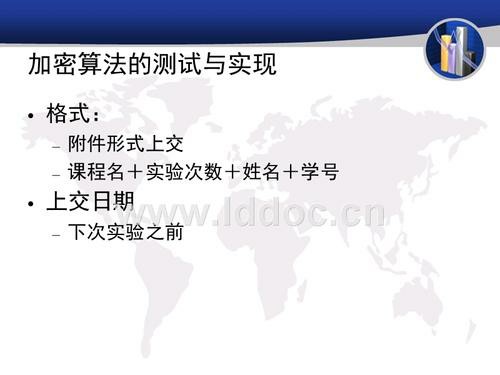 加密算法的测试与实现
• 格式：
– 附件形式上交
– 课程名＋实验次数＋姓名＋学号
• 上交日期
www.lddoc.cn
– 下次实验之前